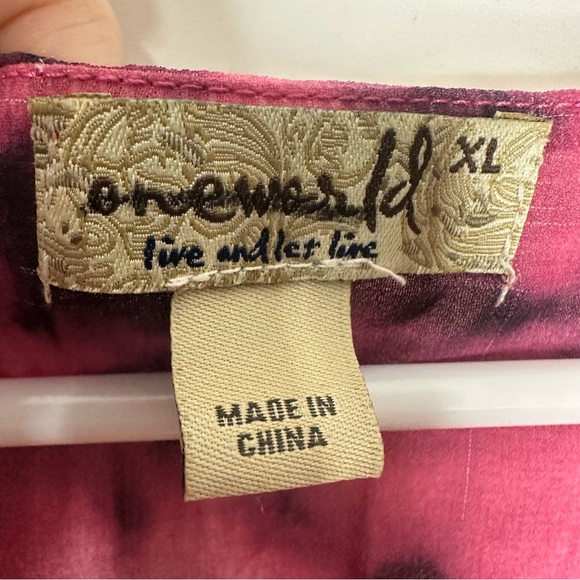 oneworld XL
live and let live
MADE IN
CHINA